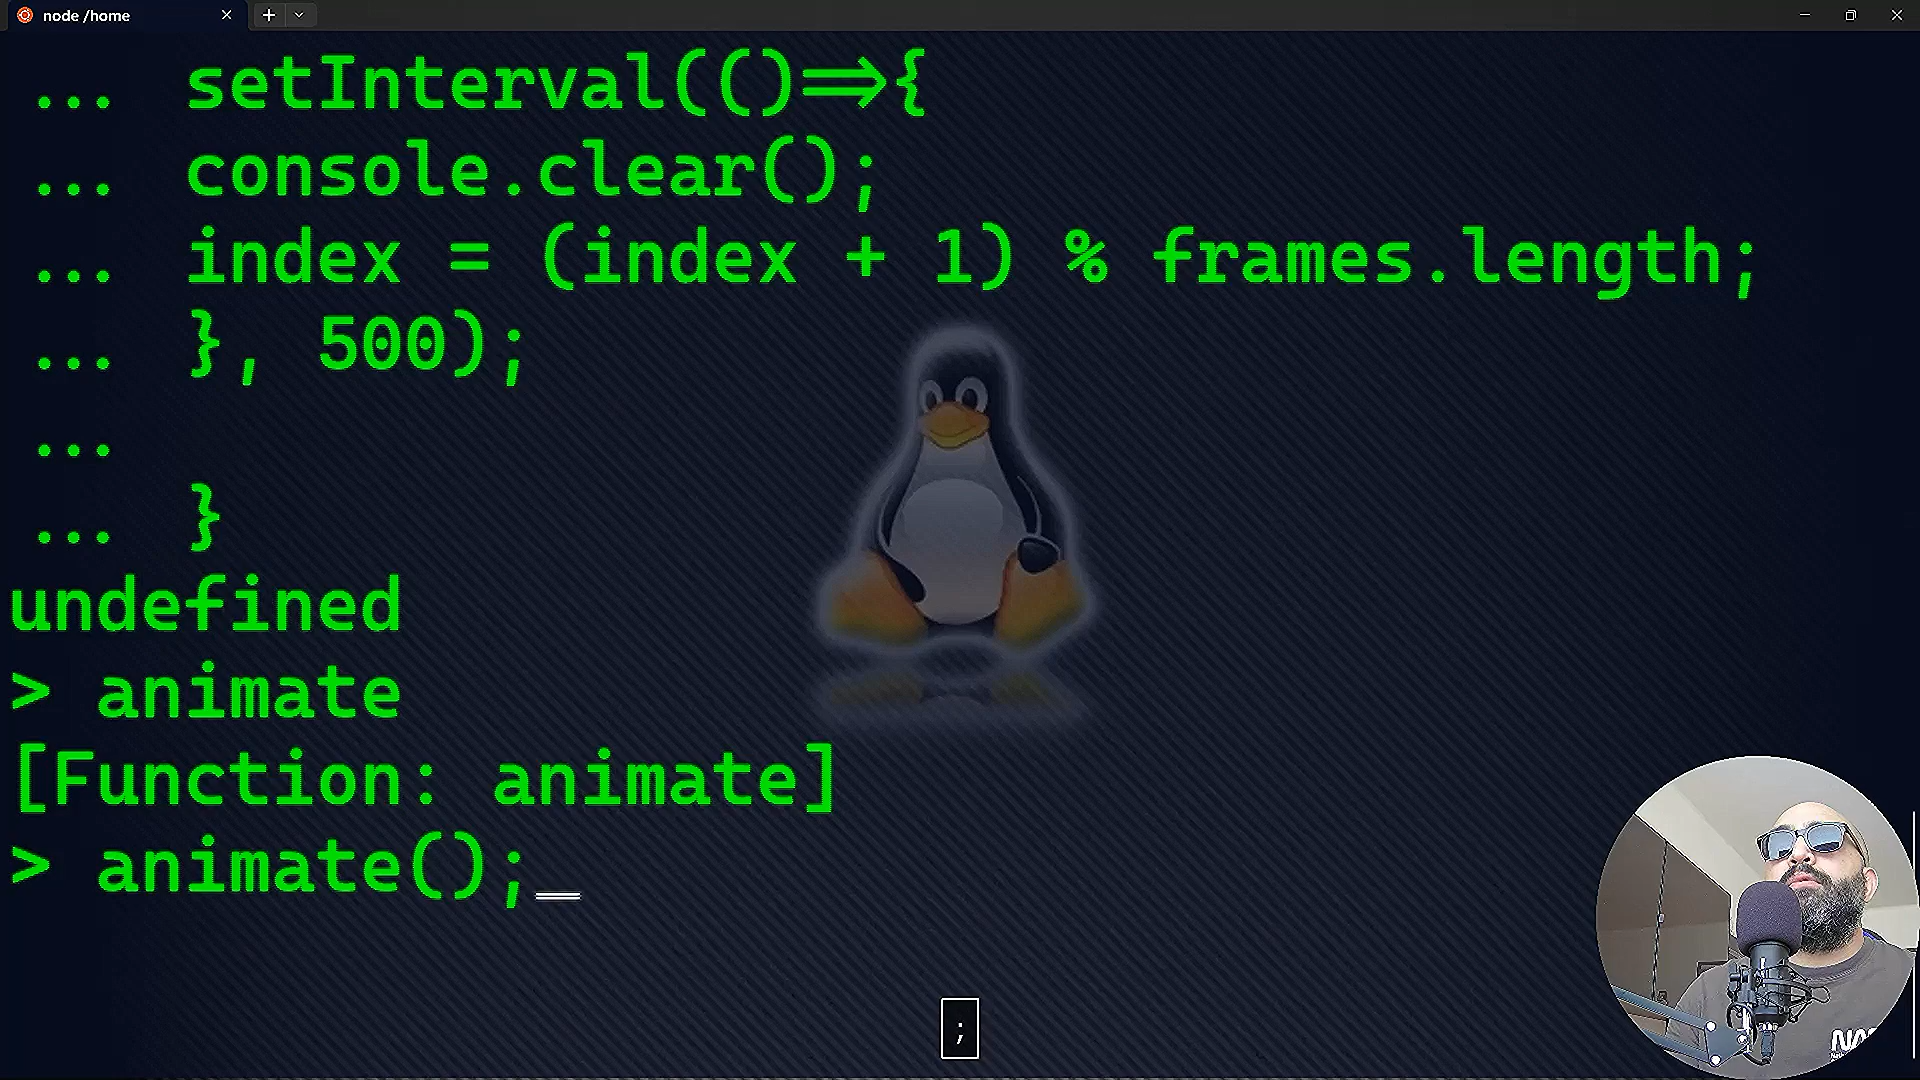 node /home
... setInterval(()=>{
... console.clear();
... index = (index + 1) % frames.length;
... }, 500);
...
... }
undefined
> animate
[Function: animate]
> animate();
;